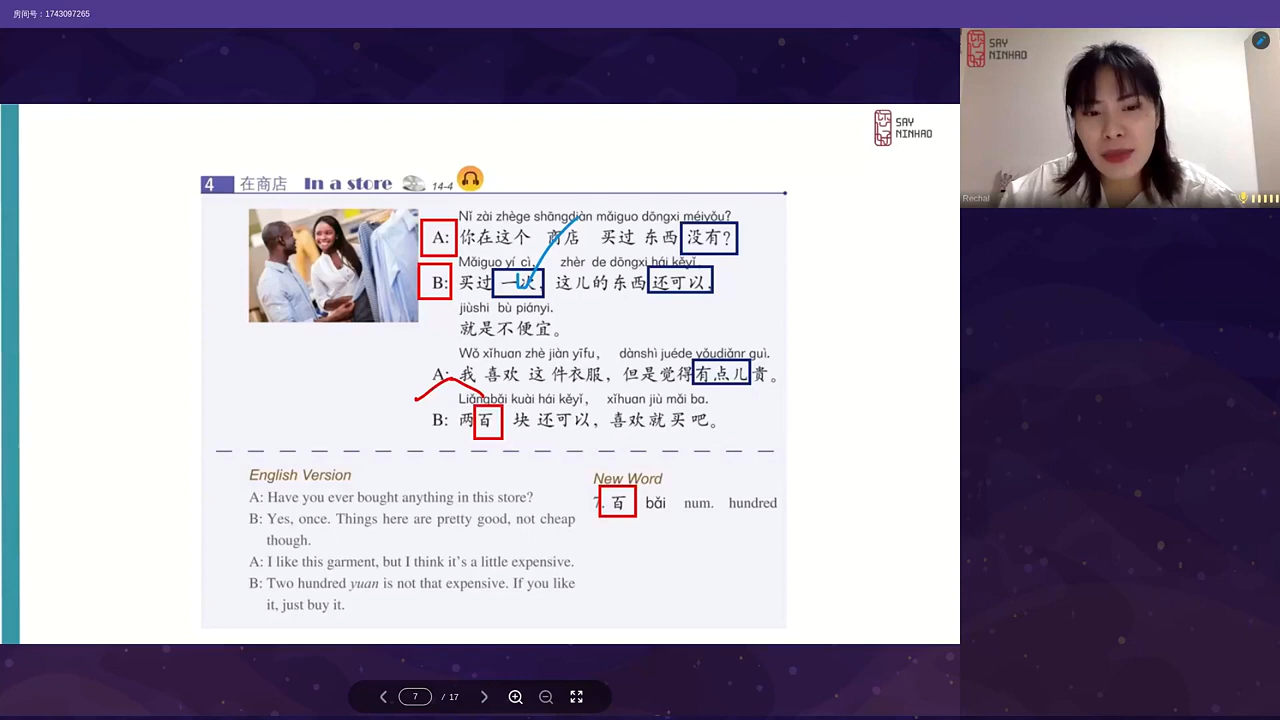 房间号：1743097265
SAY
NINHAO
SAY
NINHAO
4 在商店 In a store 14-4
Nǐ zài zhège shāngdiàn mǎiguo dōngxi méiyǒu?
A: 你在这个 商店 买过 东西 没有？
Mǎiguo yí cì, zhèr de dōngxi hái kěyǐ,
B: 买过 一次，这儿的东西 还可以，
jiùshì bù piányi.
就是不便宜。
Wǒ xǐhuan zhè jiàn yīfu, dànshì juéde yǒudiǎnr guì.
A: 我 喜欢 这 件衣服，但是觉得有点儿贵。
Liǎngbǎi kuài hái kěyǐ, xǐhuan jiù mǎi ba.
B: 两百 块 还可以，喜欢就买吧。
English Version
A: Have you ever bought anything in this store?
B: Yes, once. Things here are pretty good, not cheap
though.
A: I like this garment, but I think it's a little expensive.
B: Two hundred yuan is not that expensive. If you like
it, just buy it.
New Word
7. 百 bǎi num. hundred
Rechal
7 / 17